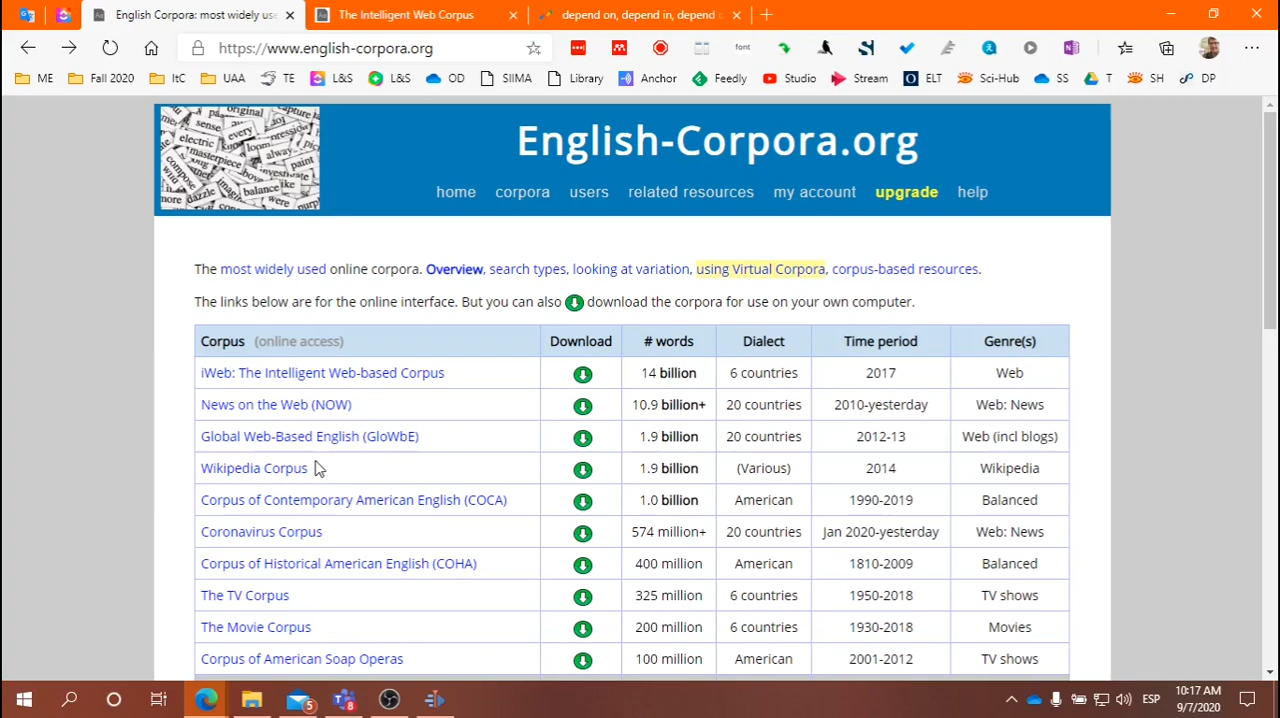 English Corpora: most widely use
The Intelligent Web Corpus
depend on, depend in, depend o
https://www.english-corpora.org
font
ME
Fall 2020
ItC
UAA
TE
L&S
L&S
OD
SIIMA
Library
Anchor
Feedly
Studio
Stream
ELT
Sci-Hub
SS
T
SH
DP
English-Corpora.org
home corpora users related resources my account upgrade help
The most widely used online corpora. Overview, search types, looking at variation, using Virtual Corpora, corpus-based resources.
The links below are for the online interface. But you can also download the corpora for use on your own computer.
Corpus (online access) Download # words Dialect Time period Genre(s)
iWeb: The Intelligent Web-based Corpus 14 billion 6 countries 2017 Web
News on the Web (NOW) 10.9 billion+ 20 countries 2010-yesterday Web: News
Global Web-Based English (GloWbE) 1.9 billion 20 countries 2012-13 Web (incl blogs)
Wikipedia Corpus 1.9 billion (Various) 2014 Wikipedia
Corpus of Contemporary American English (COCA) 1.0 billion American 1990-2019 Balanced
Coronavirus Corpus 574 million+ 20 countries Jan 2020-yesterday Web: News
Corpus of Historical American English (COHA) 400 million American 1810-2009 Balanced
The TV Corpus 325 million 6 countries 1950-2018 TV shows
The Movie Corpus 200 million 6 countries 1930-2018 Movies
Corpus of American Soap Operas 100 million American 2001-2012 TV shows
5
8
ESP
10:17 AM
9/7/2020